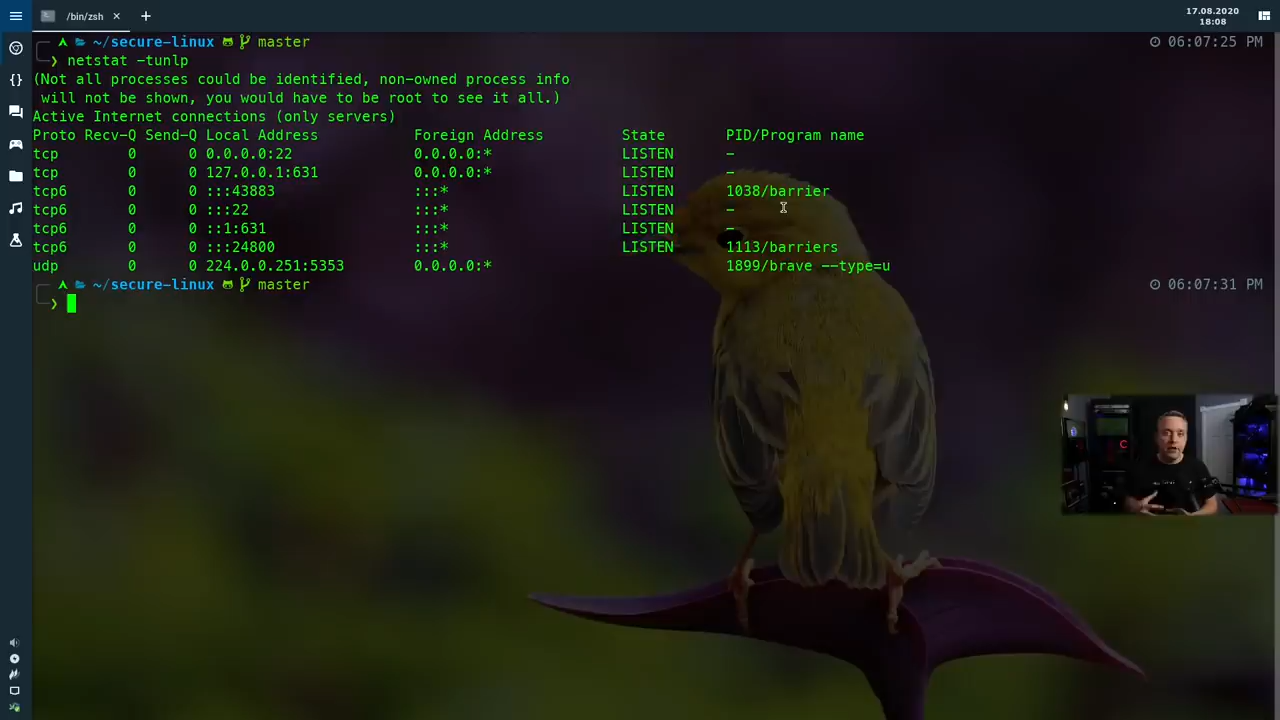 /bin/zsh
17.08.2020
18:08
~/secure-linux master 06:07:25 PM
❯ netstat -tunlp
(Not all processes could be identified, non-owned process info
will not be shown, you would have to be root to see it all.)
Active Internet connections (only servers)
Proto Recv-Q Send-Q Local Address Foreign Address State PID/Program name
tcp 0 0 0.0.0.0:22 0.0.0.0:* LISTEN -
tcp 0 0 127.0.0.1:631 0.0.0.0:* LISTEN -
tcp6 0 0 :::43883 :::* LISTEN 1038/barrier
tcp6 0 0 :::22 :::* LISTEN -
tcp6 0 0 ::1:631 :::* LISTEN -
tcp6 0 0 :::24800 :::* LISTEN 1113/barriers
udp 0 0 224.0.0.251:5353 0.0.0.0:* 1899/brave --type=u
~/secure-linux master 06:07:31 PM
❯